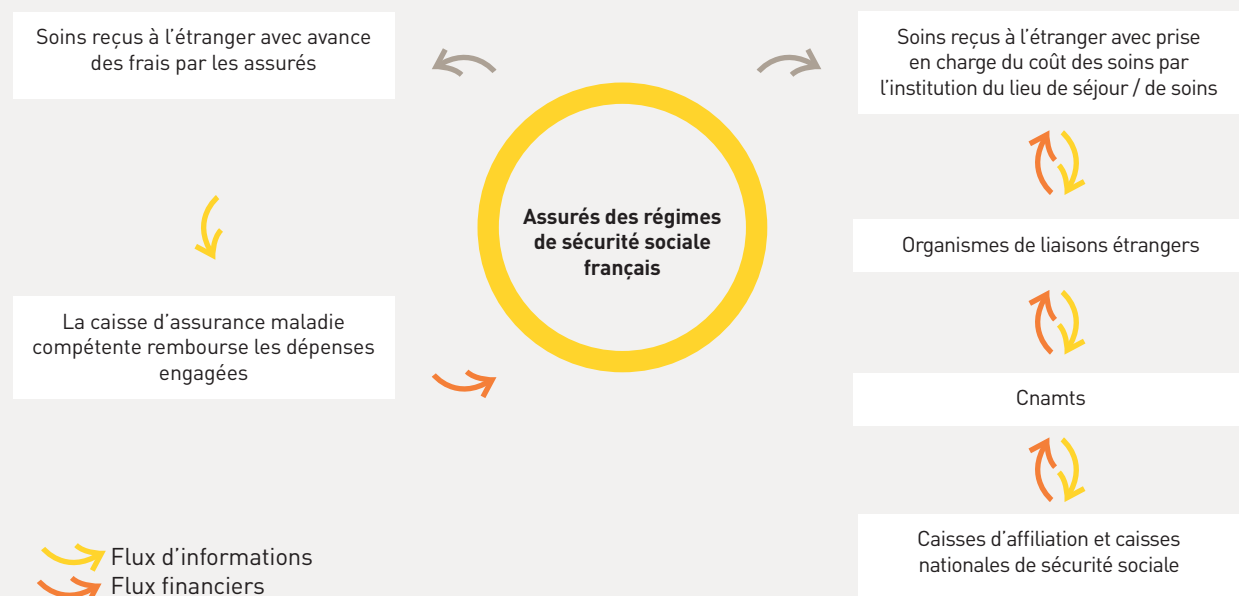 Soins reçus à l’étranger avec avance
des frais par les assurés
Soins reçus à l’étranger avec prise
en charge du coût des soins par
l’institution du lieu de séjour / de soins
Assurés des régimes
de sécurité sociale
français
Organismes de liaisons étrangers
La caisse d’assurance maladie
compétente rembourse les dépenses
engagées
Cnamts
Caisses d’affiliation et caisses
nationales de sécurité sociale
Flux d’informations
Flux financiers